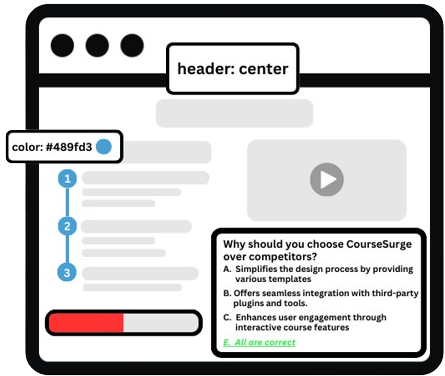 header: center
color: #489fd3
1
2
3
Why should you choose CourseSurge
over competitors?
A. Simplifies the design process by providing
various templates
B. Offers seamless integration with third-party
plugins and tools.
C. Enhances user engagement through
interactive course features
E. All are correct